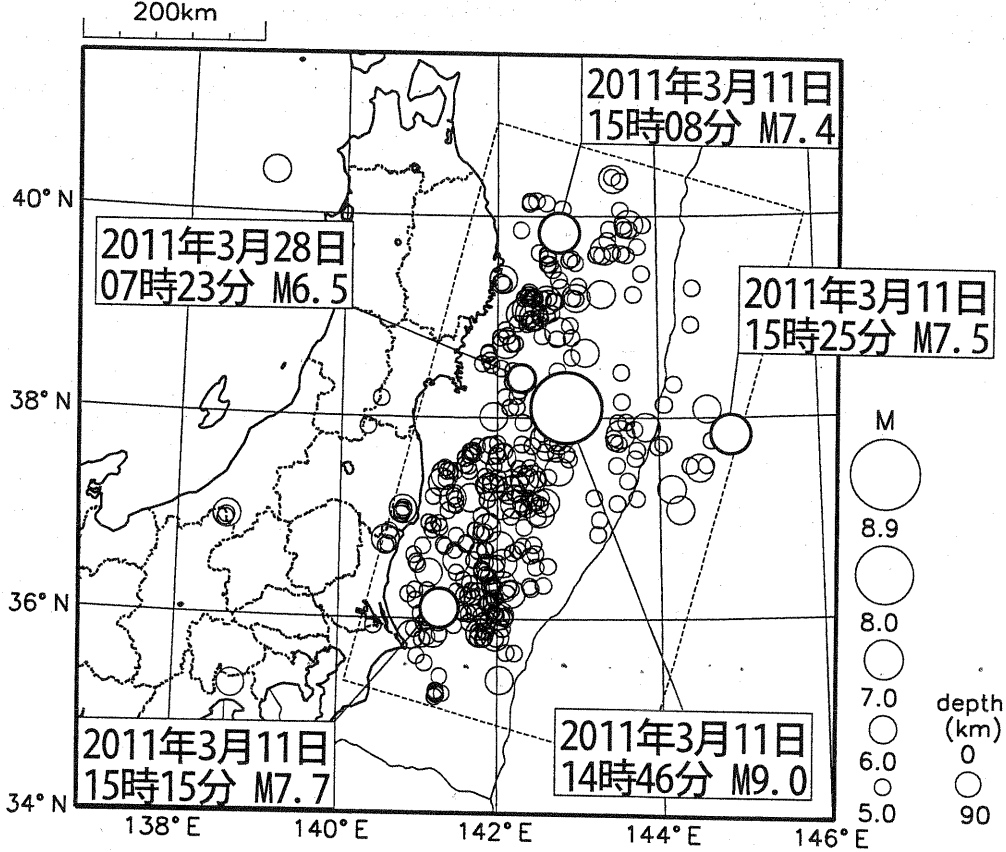 200km
2011年3月11日
15時08分 M7.4
40°N
2011年3月28日
07時23分 M6.5
2011年3月11日
15時25分 M7.5
38°N
M
8.9
36°N
8.0
7.0
depth
(km)
2011年3月11日
15時15分 M7.7
2011年3月11日
14時46分 M9.0
6.0
0
5.0
90
34°N
138°E
140°E
142°E
144°E
146°E